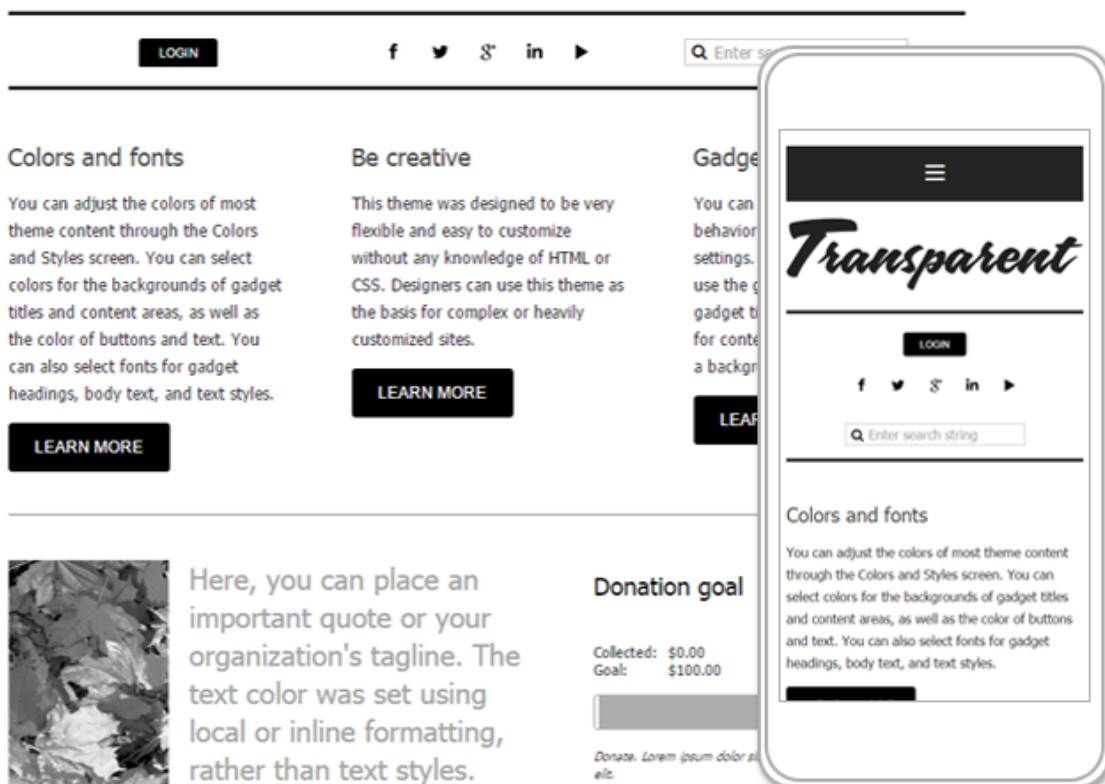 LOGIN
Enter
Colors and fonts
You can adjust the colors of most
theme content through the Colors
and Styles screen. You can select
colors for the backgrounds of gadget
titles and content areas, as well as
the color of buttons and text. You
can also select fonts for gadget
headings, body text, and text styles.
LEARN MORE
Be creative
This theme was designed to be very
flexible and easy to customize
without any knowledge of HTML or
CSS. Designers can use this theme as
the basis for complex or heavily
customized sites.
LEARN MORE
Gadge
You can
behavior
settings.
use the
gadget
for conte
a backgr
LEAR
Here, you can place an
important quote or your
organization's tagline. The
text color was set using
local or inline formatting,
rather than text styles.
Donation goal
Collected: $0.00
Goal: $100.00
Donate. Lorem ipsum dolor
elit.
Transparent
LOGIN
Enter search string
Colors and fonts
You can adjust the colors of most theme content
through the Colors and Styles screen. You can
select colors for the backgrounds of gadget titles
and content areas, as well as the color of buttons
and text. You can also select fonts for gadget
headings, body text, and text styles.